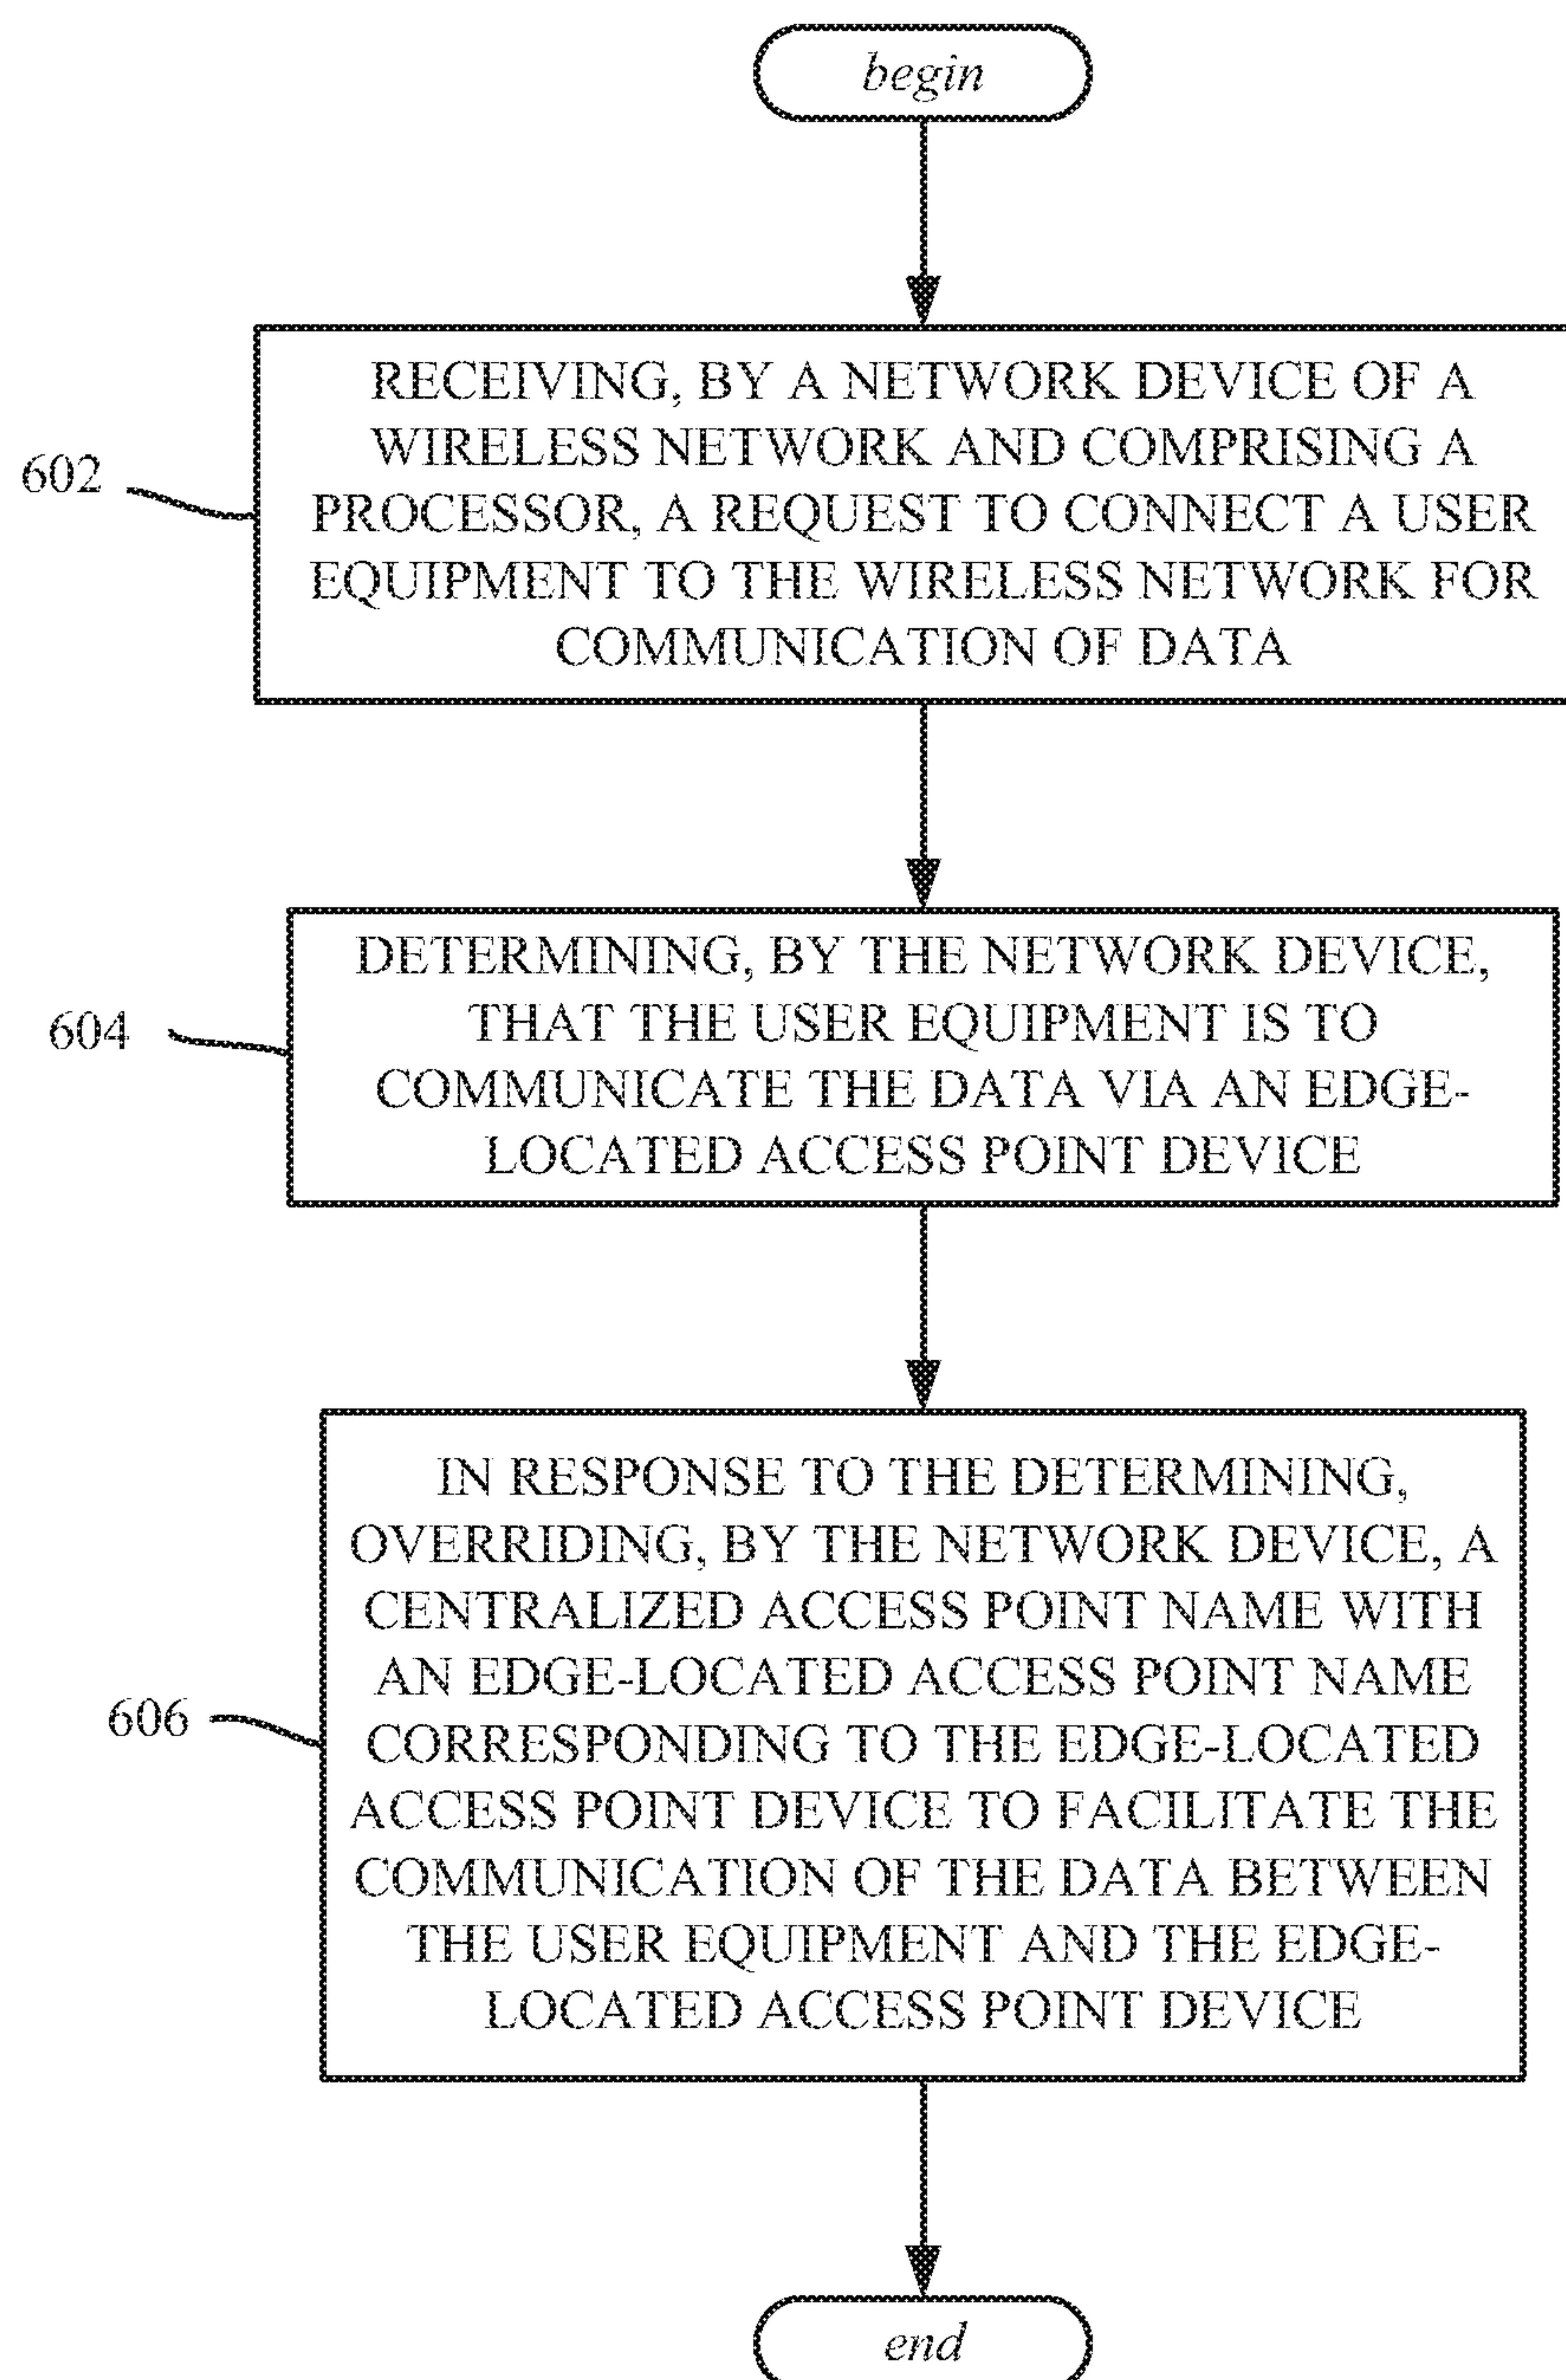 begin
RECEIVING, BY A NETWORK DEVICE OF A
WIRELESS NETWORK AND COMPRISING A
PROCESSOR, A REQUEST TO CONNECT A USER
EQUIPMENT TO THE WIRELESS NETWORK FOR
COMMUNICATION OF DATA
602
DETERMINING, BY THE NETWORK DEVICE,
THAT THE USER EQUIPMENT IS TO
COMMUNICATE THE DATA VIA AN EDGE-
LOCATED ACCESS POINT DEVICE
604
IN RESPONSE TO THE DETERMINING,
OVERRIDING, BY THE NETWORK DEVICE, A
CENTRALIZED ACCESS POINT NAME WITH
AN EDGE-LOCATED ACCESS POINT NAME
CORRESPONDING TO THE EDGE-LOCATED
ACCESS POINT DEVICE TO FACILITATE THE
COMMUNICATION OF THE DATA BETWEEN
THE USER EQUIPMENT AND THE EDGE-
LOCATED ACCESS POINT DEVICE
606
end